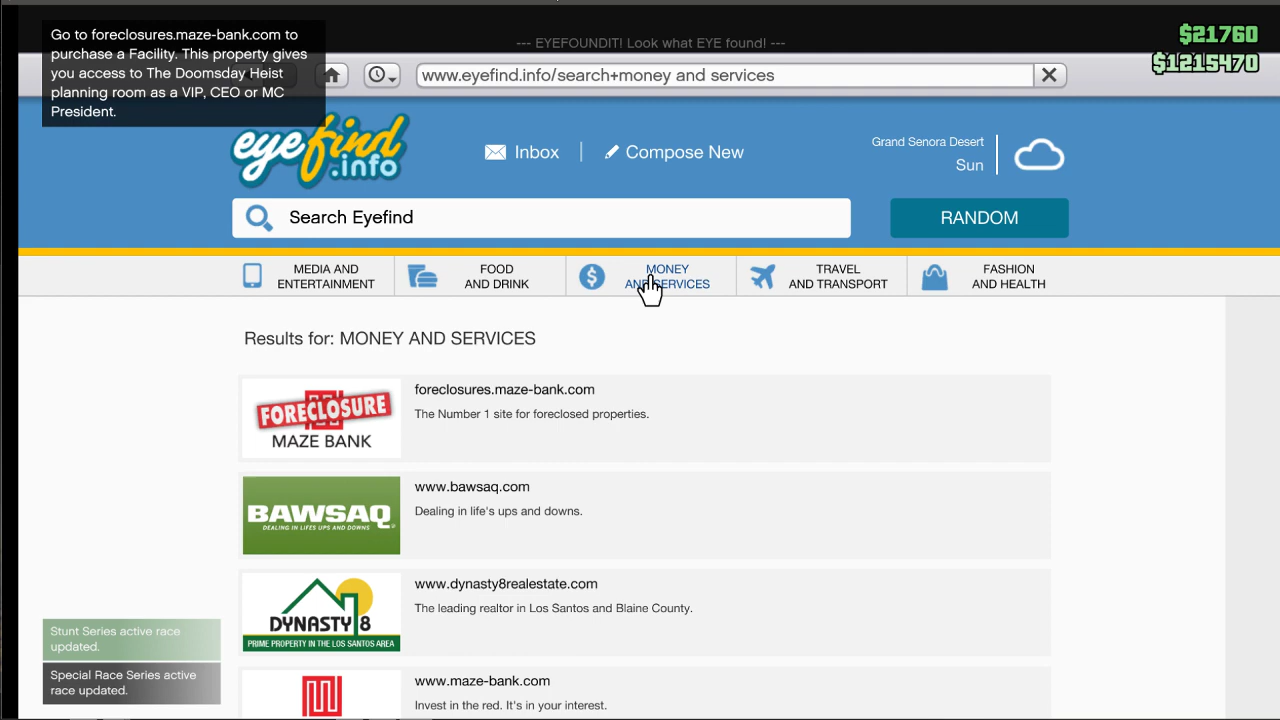 Go to foreclosures.maze-bank.com to
purchase a Facility. This property gives
you access to The Doomsday Heist
planning room as a VIP, CEO or MC
President.
--- EYEFOUNDIT! Look what EYE found! ---
$21760
$1215470
www.eyefind.info/search+money and services
eyefind
.info
Inbox
Compose New
Grand Senora Desert
Sun
Search Eyefind
RANDOM
MEDIA AND
ENTERTAINMENT
FOOD
AND DRINK
MONEY
AND SERVICES
TRAVEL
AND TRANSPORT
FASHION
AND HEALTH
Results for: MONEY AND SERVICES
FORECLOSURE
MAZE BANK
foreclosures.maze-bank.com
The Number 1 site for foreclosed properties.
BAWSAQ
DEALING IN LIFE'S UPS AND DOWNS
www.bawsaq.com
Dealing in life's ups and downs.
DYNASTY 8
PRIME PROPERTY IN THE LOS SANTOS AREA
www.dynasty8realestate.com
The leading realtor in Los Santos and Blaine County.
www.maze-bank.com
Invest in the red. It's in your interest.
Stunt Series active race
updated.
Special Race Series active
race updated.